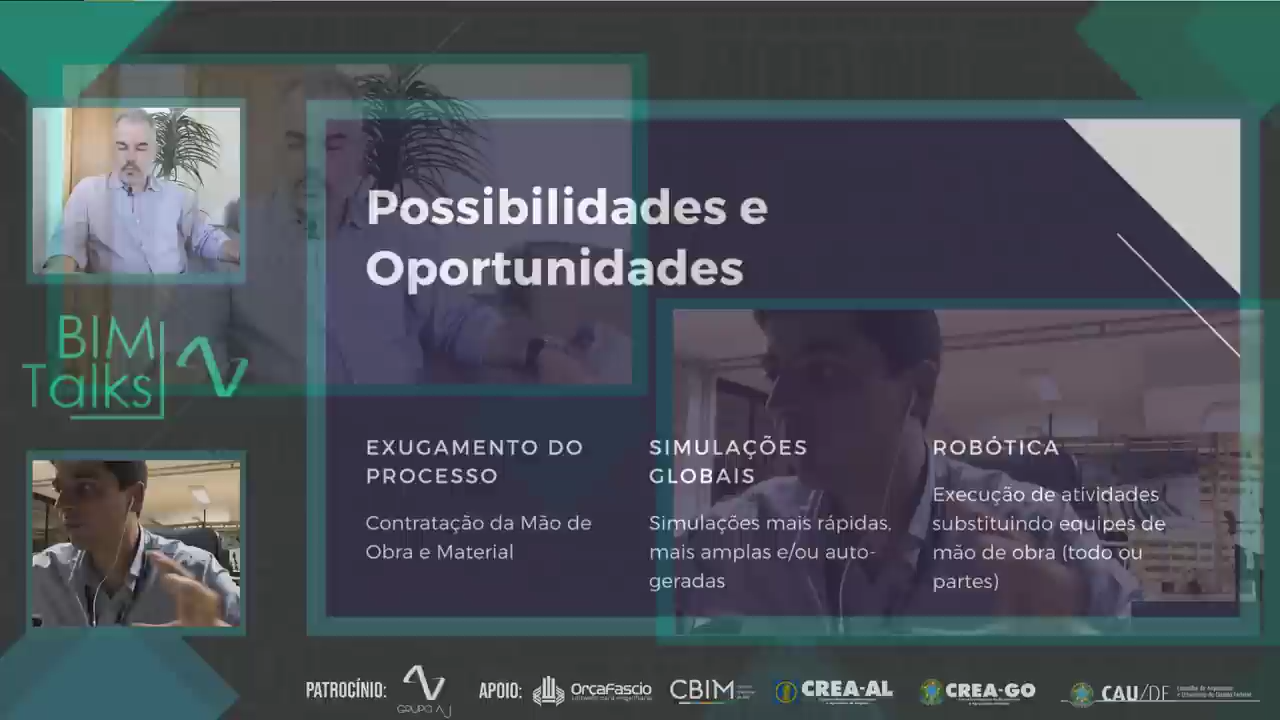 Possibilidades e
Oportunidades
BIM
Talks
EXUGAMENTO DO
PROCESSO
Contratação da Mão de
Obra e Material
SIMULAÇÕES
GLOBAIS
Simulações mais rápidas,
mais amplas e/ou auto-
geradas
ROBÓTICA
Execução de atividades
substituindo equipes de
mão de obra (todo ou
partes)
PATROCÍNIO:
GRUPO AJ
APOIO:
OrçaFascio
CBIM
CREA-AL
CREA-GO
CAU/DF